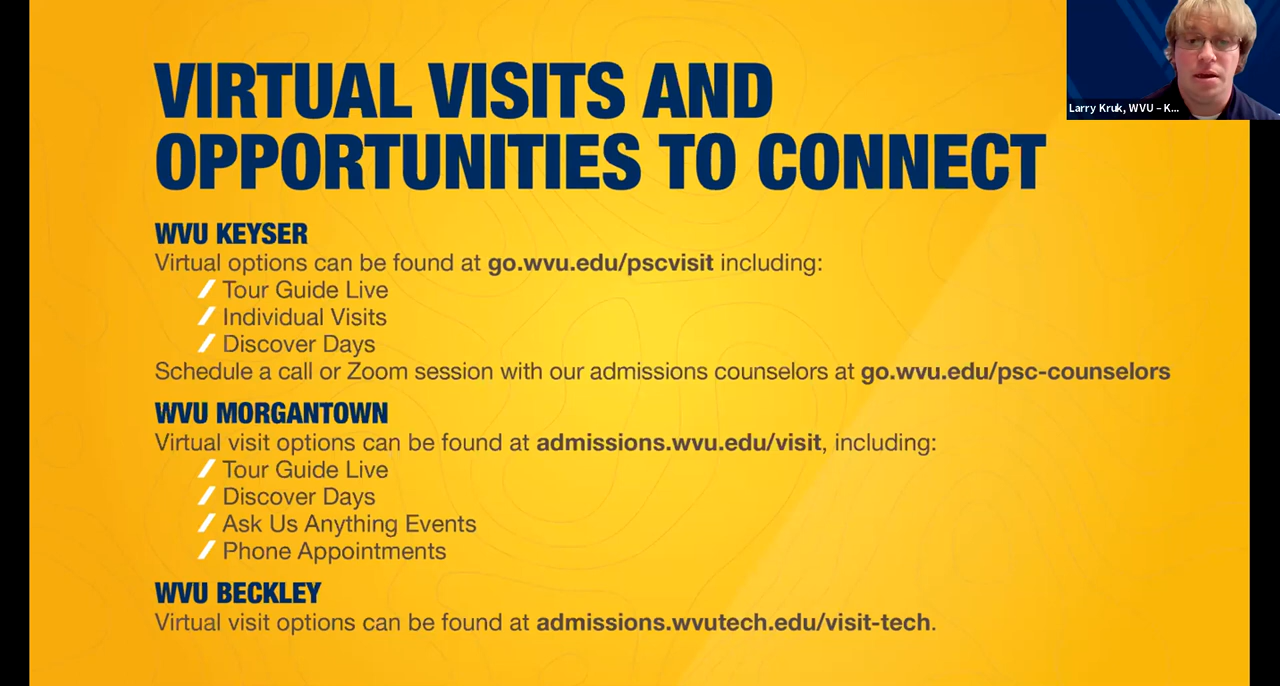 VIRTUAL VISITS AND
OPPORTUNITIES TO CONNECT
Larry Kruk, WVU – K...
WVU KEYSER
Virtual options can be found at go.wvu.edu/pscvisit including:
Tour Guide Live
Individual Visits
Discover Days
Schedule a call or Zoom session with our admissions counselors at go.wvu.edu/psc-counselors
WVU MORGANTOWN
Virtual visit options can be found at admissions.wvu.edu/visit, including:
Tour Guide Live
Discover Days
Ask Us Anything Events
Phone Appointments
WVU BECKLEY
Virtual visit options can be found at admissions.wvutech.edu/visit-tech.